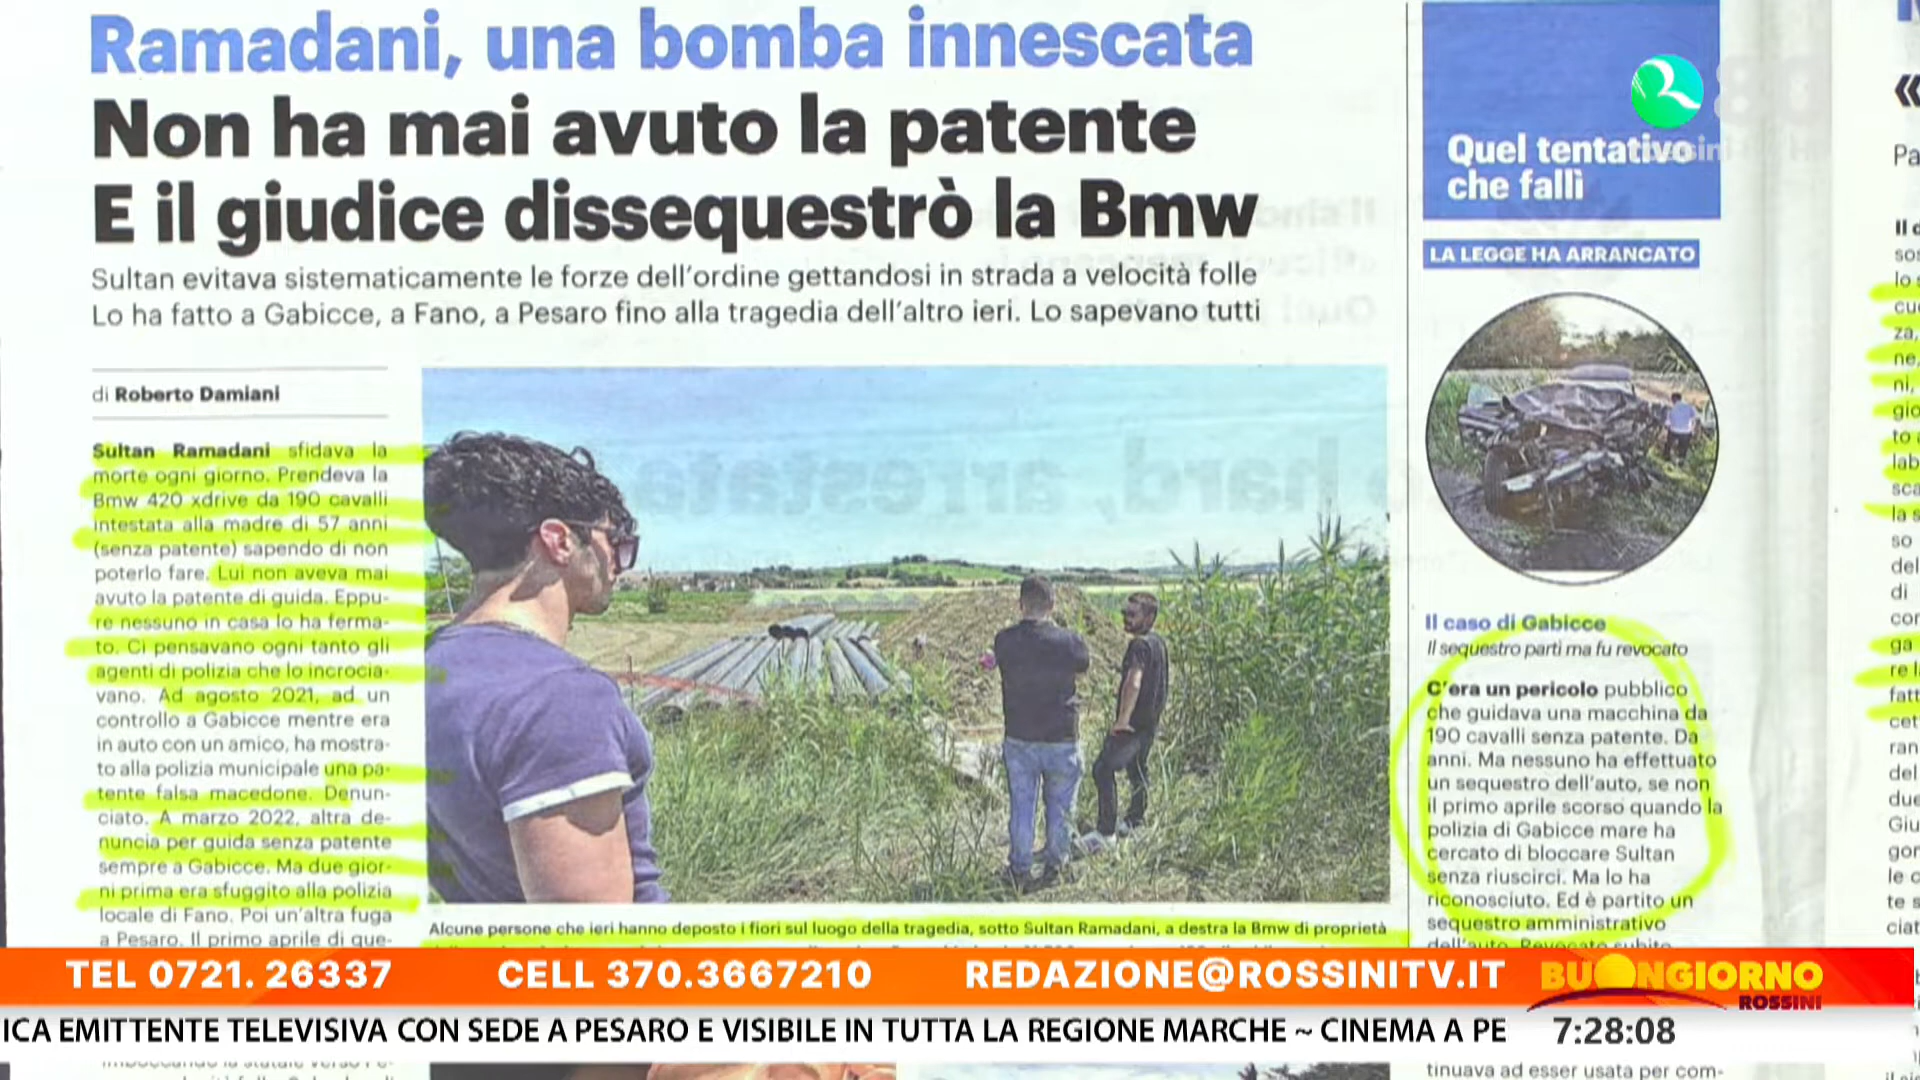 Ramadani, una bomba innescata
Non ha mai avuto la patente
E il giudice dissequestrò la Bmw
Sultan evitava sistematicamente le forze dell'ordine gettandosi in strada a velocità folle
Lo ha fatto a Gabicce, a Fano, a Pesaro fino alla tragedia dell'altro ieri. Lo sapevano tutti
di Roberto Damiani
Sultan Ramadani sfidava la
morte ogni giorno. Prendeva la
Bmw 420 xdrive da 190 cavalli
intestata alla madre di 57 anni
(senza patente) sapendo di non
poterlo fare. Lui non aveva mai
avuto la patente di guida. Eppu-
re nessuno in casa lo ha ferma-
to. Ci pensavano ogni tanto gli
agenti di polizia che lo incrocia-
vano. Ad agosto 2021, ad un
controllo a Gabicce mentre era
in auto con un amico, ha mostra-
to alla polizia municipale una pa-
tente falsa macedone. Denun-
ciato. A marzo 2022, altra de-
nuncia per guida senza patente
sempre a Gabicce. Ma due gior-
ni prima era sfuggito alla polizia
locale di Fano. Poi un'altra fuga
a Pesaro. Il primo aprile di que-
Alcune persone che ieri hanno deposto i fiori sul luogo della tragedia, sotto Sultan Ramadani, a destra la Bmw di proprietà
Quel tentativo
che fallì
LA LEGGE HA ARRANCATO
Il caso di Gabicce
Il sequestro partì ma fu revocato
C'era un pericolo pubblico
che guidava una macchina da
190 cavalli senza patente. Da
anni. Ma nessuno ha effettuato
un sequestro dell'auto, se non
il primo aprile scorso quando la
polizia di Gabicce mare ha
cercato di bloccare Sultan
senza riuscirci. Ma lo ha
riconosciuto. Ed è partito un
sequestro amministrativo
dell'auto. Revocato subito
tinuava ad esser usata per com-
TEL 0721. 26337 CELL 370.3667210 REDAZIONE@ROSSINITV.IT
BUONGIORNO
ROSSINI
ICA EMITTENTE TELEVISIVA CON SEDE A PESARO E VISIBILE IN TUTTA LA REGIONE MARCHE ~ CINEMA A PE
7:28:08